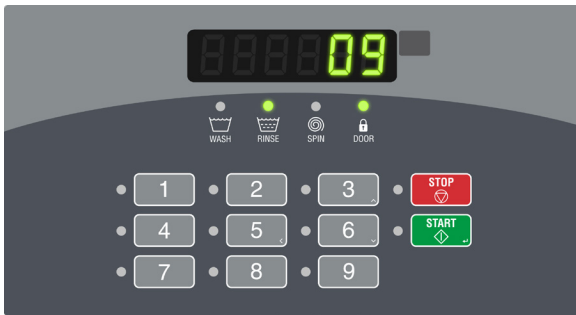 09
WASH RINSE SPIN DOOR
1 2 3 STOP
4 5 6 START
7 8 9